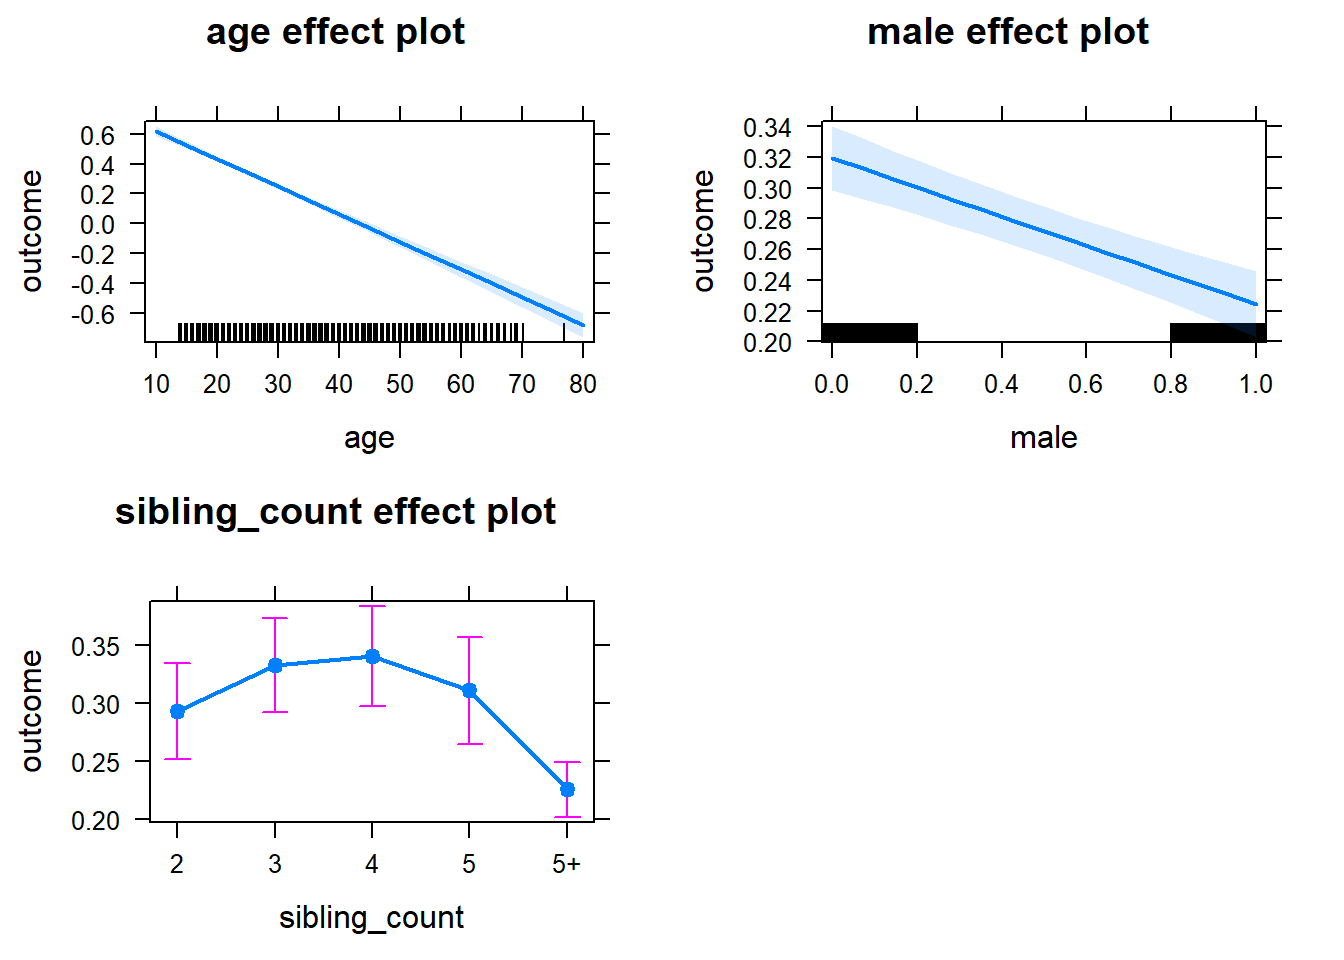 age effect plot
outcome
0.6
0.4
0.2
0.0
-0.2
-0.4
-0.6
10 20 30 40 50 60 70 80
age
male effect plot
outcome
0.34
0.32
0.30
0.28
0.26
0.24
0.22
0.20
0.0 0.2 0.4 0.6 0.8 1.0
male
sibling_count effect plot
outcome
0.35
0.30
0.25
0.20
2 3 4 5 5+
sibling_count